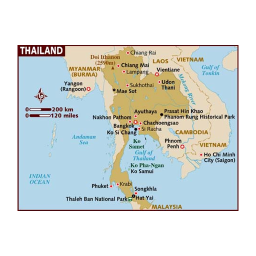 THAILAND
Chiang Rai
Doi Inthanon
(2590m)
Chiang Mai
LAOS
VIETNAM
Gulf of
Tonkin
MYANMAR
(BURMA)
Lampang
Udon
Thani
Mekong
River
Yangon
(Rangoon)
Sukhothai
Mae Sot
200 km
120 miles
Ayuthaya
Prasat Hin Khao
Phanom Rung Historical Park
Nakhon Pathom
Bangkok
Chachoengsao
Si Racha
Ko Si Chang
Andaman
Sea
CAMBODIA
Ko
Samet
Phnom
Penh
VIETNAM
Gulf of
Thailand
Ho Chi Minh
City (Saigon)
Ko Pha-Ngan
Ko Samui
INDIAN
OCEAN
Phuket
Krabi
Songkhla
Thaleh Ban National Park
Hat Yai
MALAYSIA